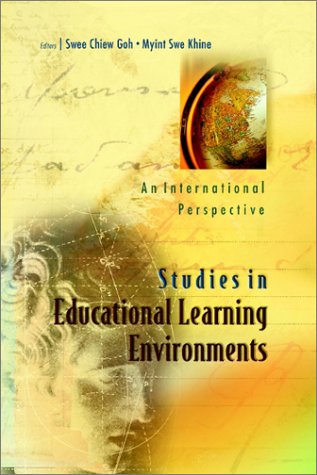 Editors | Swee Chiew Goh • Myint Swe Khine
An International
Perspective
Studies in
Educational Learning
Environments